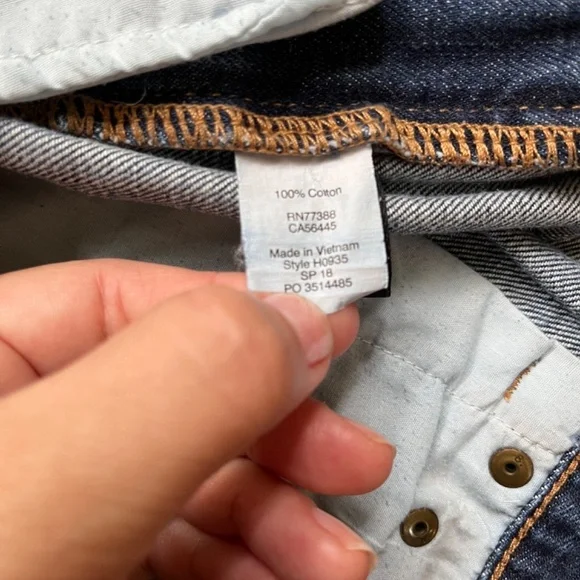 100% Cotton
RN77388
CA56445
Made in Vietnam
Style H0935
SP 18
PO 3514485